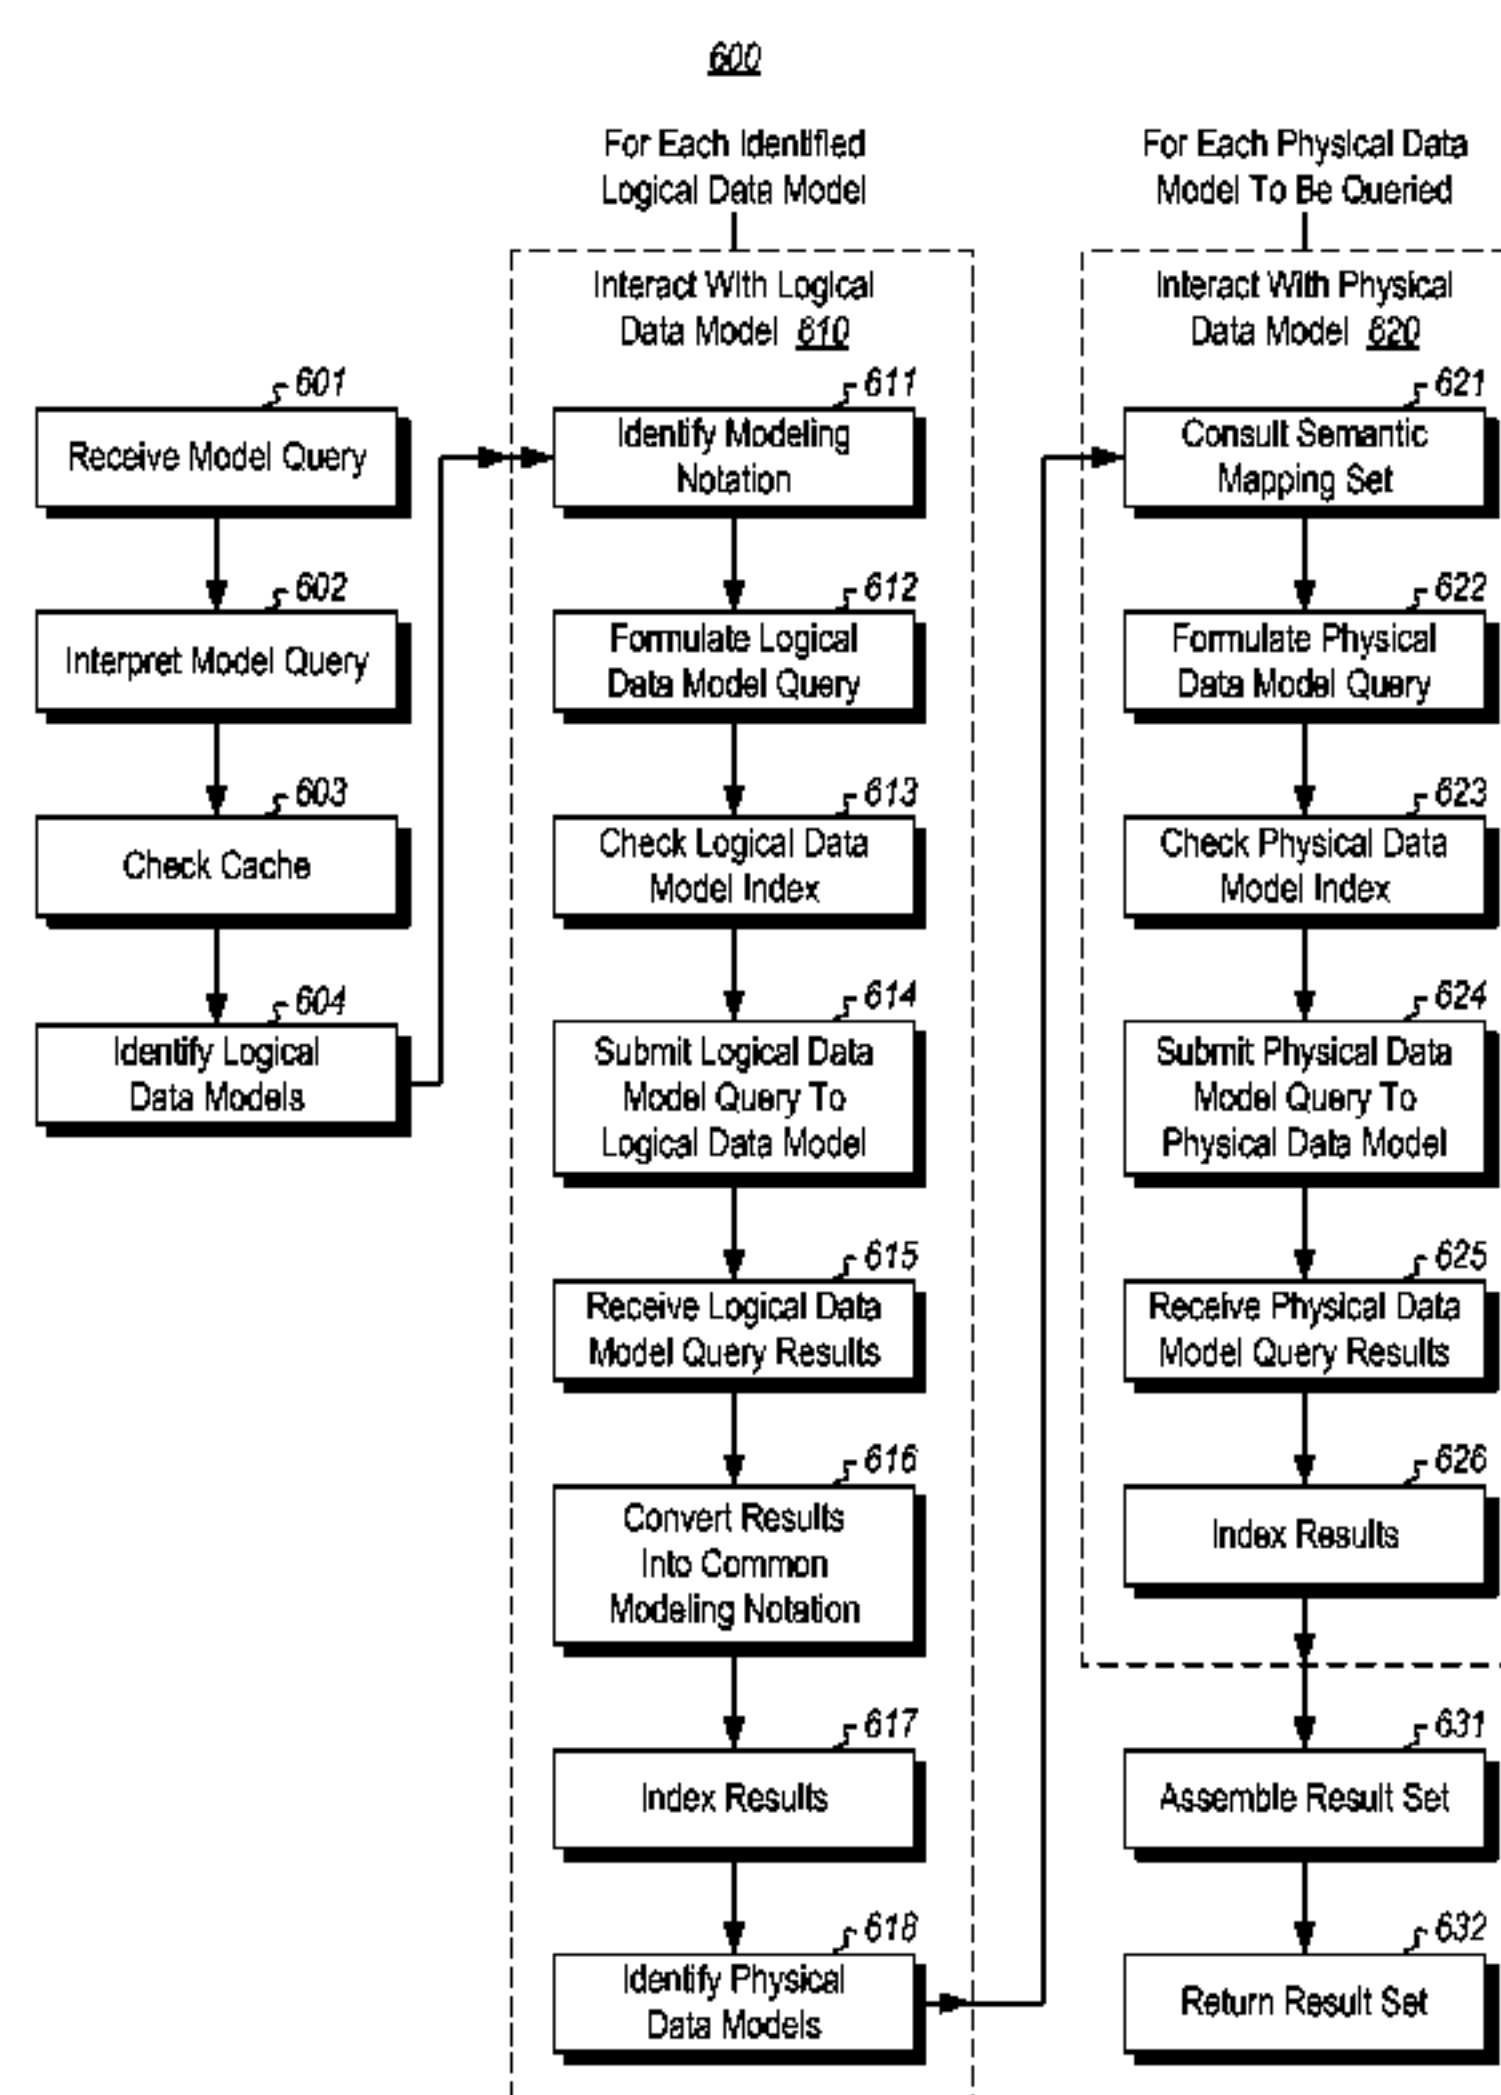 600
For Each Identified
Logical Data Model
For Each Physical Data
Model To Be Queried
601
Receive Model Query
602
Interpret Model Query
603
Check Cache
604
Identify Logical
Data Models
Interact With Logical
Data Model 610
611
Identify Modeling
Notation
612
Formulate Logical
Data Model Query
613
Check Logical Data
Model Index
614
Submit Logical Data
Model Query To
Logical Data Model
615
Receive Logical Data
Model Query Results
616
Convert Results
Into Common
Modeling Notation
617
Index Results
618
Identify Physical
Data Models
Interact With Physical
Data Model 620
621
Consult Semantic
Mapping Set
622
Formulate Physical
Data Model Query
623
Check Physical Data
Model Index
624
Submit Physical Data
Model Query To
Physical Data Model
625
Receive Physical Data
Model Query Results
626
Index Results
631
Assemble Result Set
632
Return Result Set